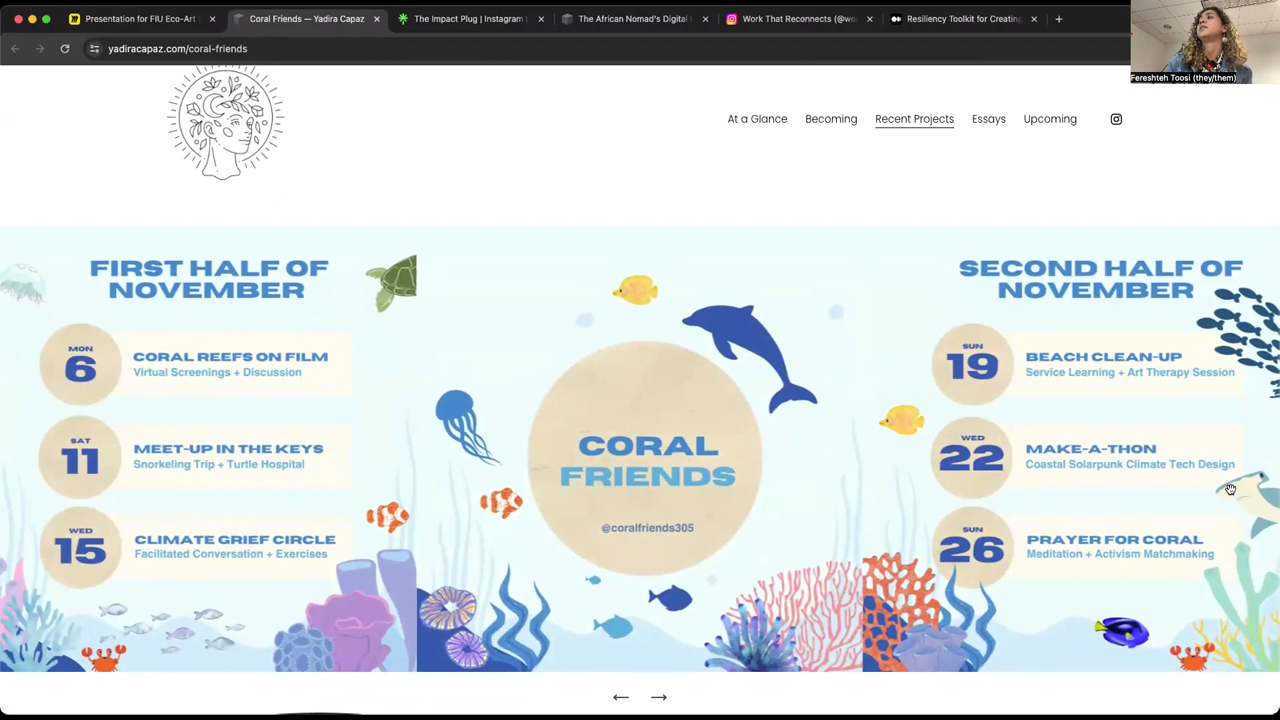 Presentation for FIU Eco-Art
Coral Friends — Yadira Capaz
The Impact Plug | Instagram
The African Nomad's Digital
Work That Reconnects (@wo
Resiliency Toolkit for Creating
yadiracapaz.com/coral-friends
Fereshteh Toosi (they/them)
At a Glance
Becoming
Recent Projects
Essays
Upcoming
FIRST HALF OF
NOVEMBER
MON
6
CORAL REEFS ON FILM
Virtual Screenings + Discussion
SAT
11
MEET-UP IN THE KEYS
Snorkeling Trip + Turtle Hospital
WED
15
CLIMATE GRIEF CIRCLE
Facilitated Conversation + Exercises
CORAL
FRIENDS
@coralfriends305
SECOND HALF OF
NOVEMBER
SUN
19
BEACH CLEAN-UP
Service Learning + Art Therapy Session
WED
22
MAKE-A-THON
Coastal Solarpunk Climate Tech Design
SUN
26
PRAYER FOR CORAL
Meditation + Activism Matchmaking